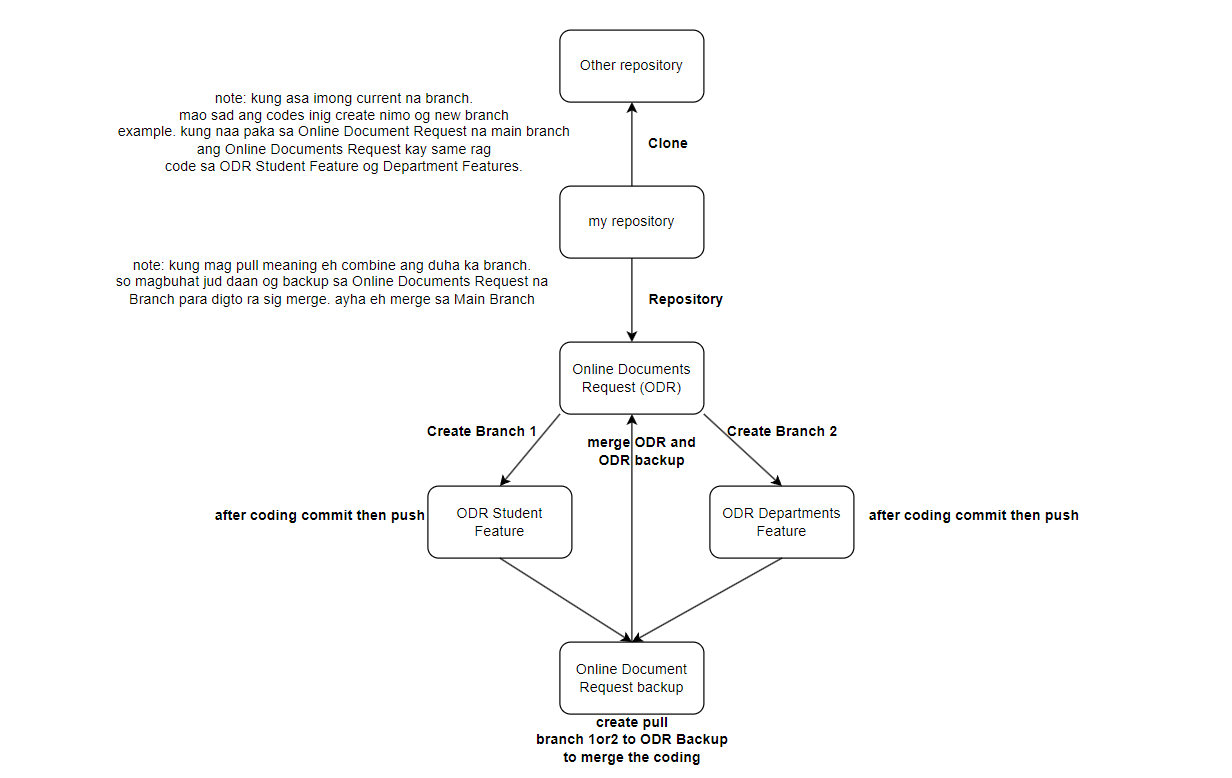 Other repository
note: kung asa imong current na branch.
mao sad ang codes inig create nimo og new branch
example. kung naa paka sa Online Document Request na main branch
ang Online Documents Request kay same rag
code sa ODR Student Feature og Department Features.
Clone
my repository
note: kung mag pull meaning eh combine ang duha ka branch.
so magbuhat jud daan og backup sa Online Documents Request na
Branch para digto ra sig merge. ayha eh merge sa Main Branch
Repository
Online Documents
Request (ODR)
Create Branch 1
merge ODR and
ODR backup
Create Branch 2
after coding commit then push
ODR Student
Feature
ODR Departments
Feature
after coding commit then push
Online Document
Request backup
create pull
branch 1or2 to ODR Backup
to merge the coding